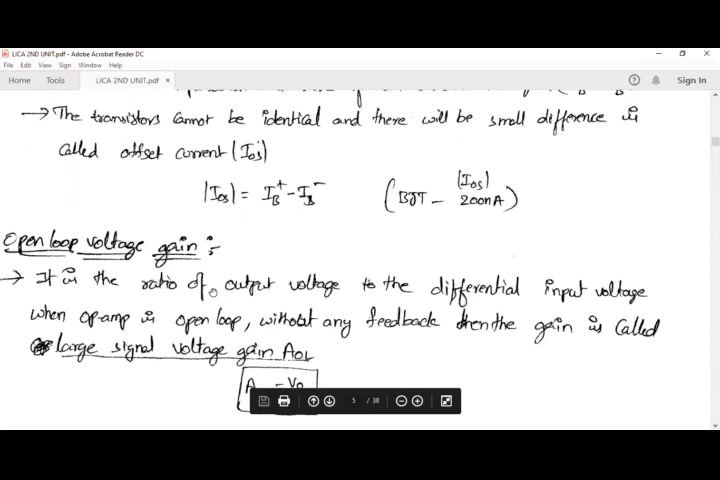 LICA 2ND UNIT.pdf - Adobe Acrobat Reader DC
File Edit View Sign Window Help
Home Tools LICA 2ND UNIT.pdf × Sign In
→ The transistors cannot be identical and there will be small difference is
called offset current (Ios)
|Ios| = I_B^+ - I_B^- (BJT - |Ios| 200nA)
Open loop voltage gain :-
→ It is the ratio of output voltage to the differential input voltage
when op-amp is open loop, without any feedback then the gain is called
large signal voltage gain AOL
5 / 38